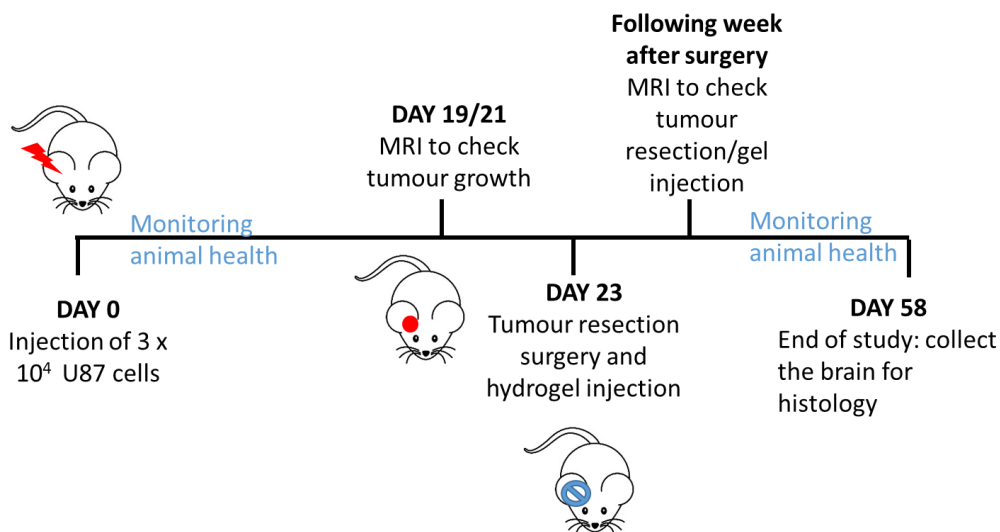 Following week
after surgery
MRI to check
tumour
resection/gel
injection
DAY 19/21
MRI to check
tumour growth
Monitoring
animal health
Monitoring
animal health
DAY 0
Injection of 3 x
10⁴ U87 cells
DAY 23
Tumour resection
surgery and
hydrogel injection
DAY 58
End of study: collect
the brain for
histology